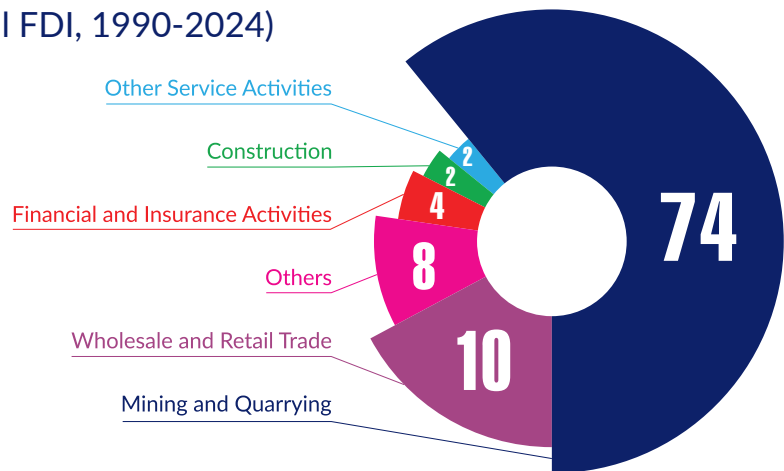 l FDI, 1990-2024)
Other Service Activities
2
Construction
2
Financial and Insurance Activities
4
Others
8
Wholesale and Retail Trade
10
Mining and Quarrying
74